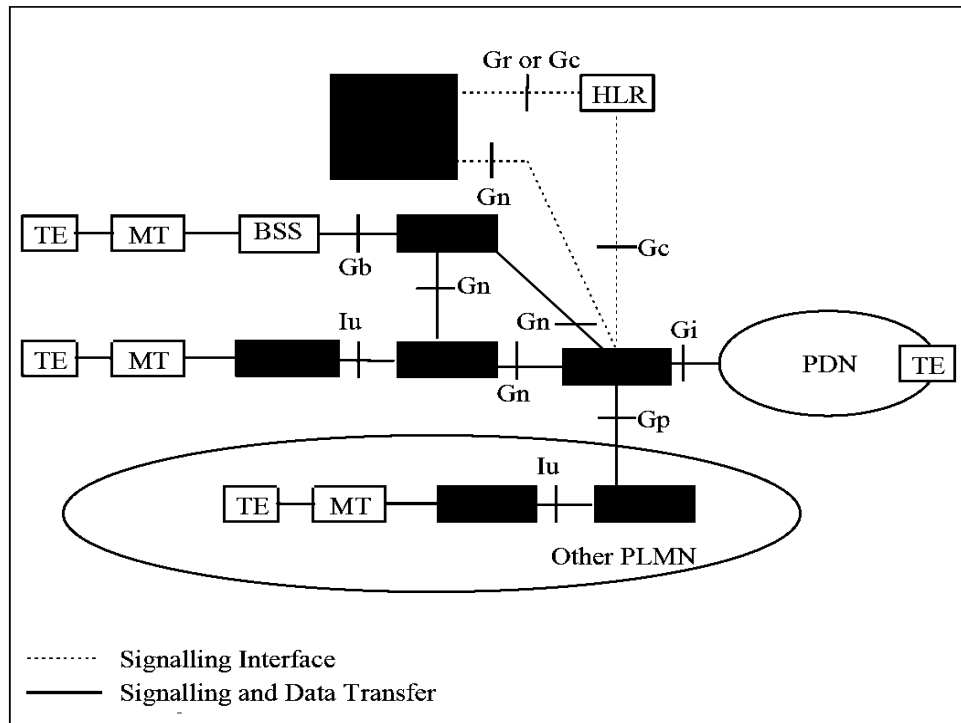 Gr or Gc
HLR
Gn
Gc
TE MT BSS
Gb
Gn
Gn
Iu
Gi
TE MT
Gn
PDN TE
Gp
Iu
TE MT
Other PLMN
Signalling Interface
Signalling and Data Transfer